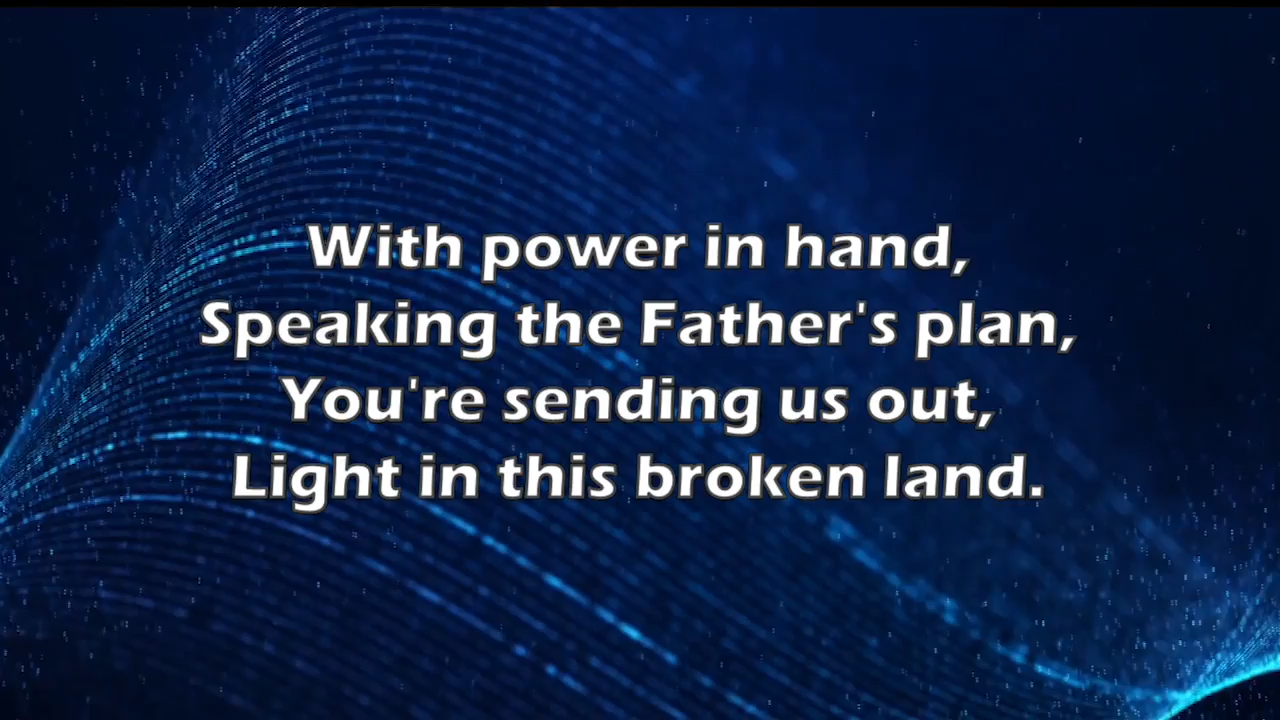 With power in hand,
Speaking the Father's plan,
You're sending us out,
Light in this broken land.